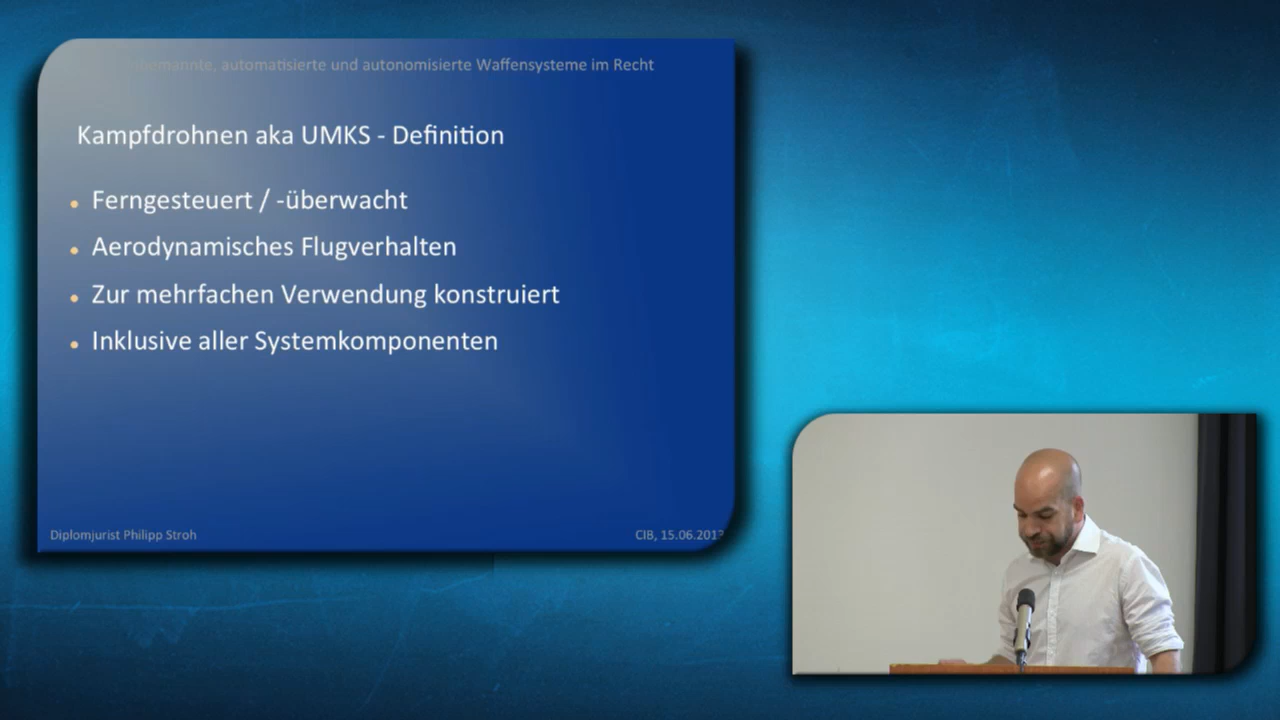 automatisierte und autonomisierte Waffensysteme im Recht
Kampfdrohnen aka UMKS - Definition
Ferngesteuert / -überwacht
Aerodynamisches Flugverhalten
Zur mehrfachen Verwendung konstruiert
Inklusive aller Systemkomponenten
Diplomjurist Philipp Stroh
CIB, 15.06.2013